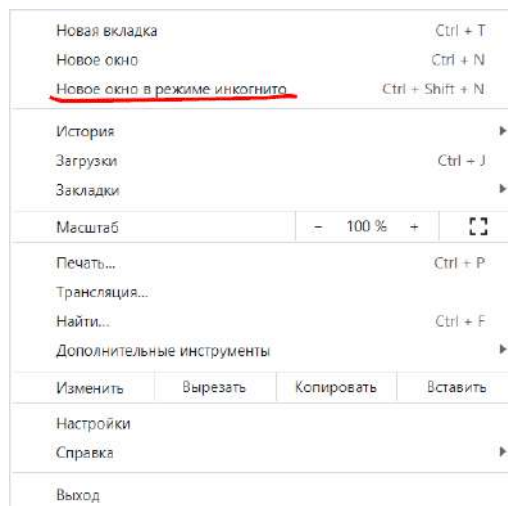 Новая вкладка Ctrl + T
Новое окно Ctrl + N
Новое окно в режиме инкогнито Ctrl + Shift + N
История
Загрузки Ctrl + J
Закладки
Масштаб - 100 % +
Печать... Ctrl + P
Трансляция...
Найти... Ctrl + F
Дополнительные инструменты
Изменить Вырезать Копировать Вставить
Настройки
Справка
Выход